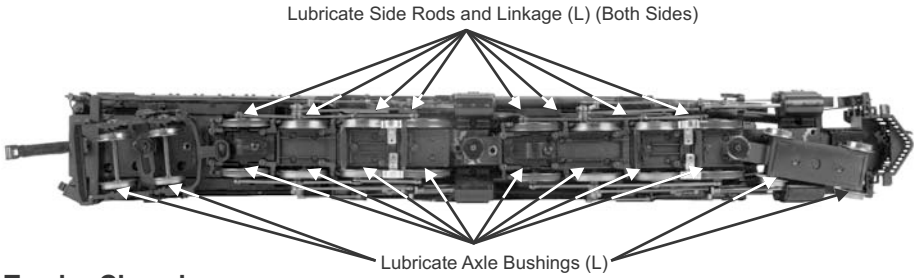 Lubricate Side Rods and Linkage (L) (Both Sides)
Lubricate Axle Bushings (L)